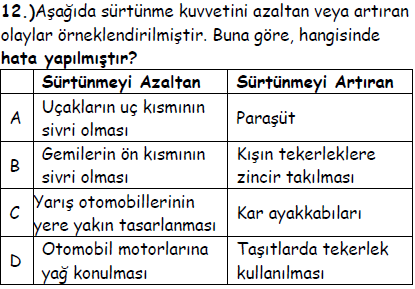 12.)Aşağıda sürtünme kuvvetini azaltan veya artıran
olaylar örneklendirilmiştir. Buna göre, hangisinde
hata yapılmıştır?
Sürtünmeyi Azaltan Sürtünmeyi Artıran
A Uçakların uç kısmının sivri olması Paraşüt
B Gemilerin ön kısmının sivri olması Kışın tekerleklere zincir takılması
C Yarış otomobillerinin yere yakın tasarlanması Kar ayakkabıları
D Otomobil motorlarına yağ konulması Taşıtlarda tekerlek kullanılması